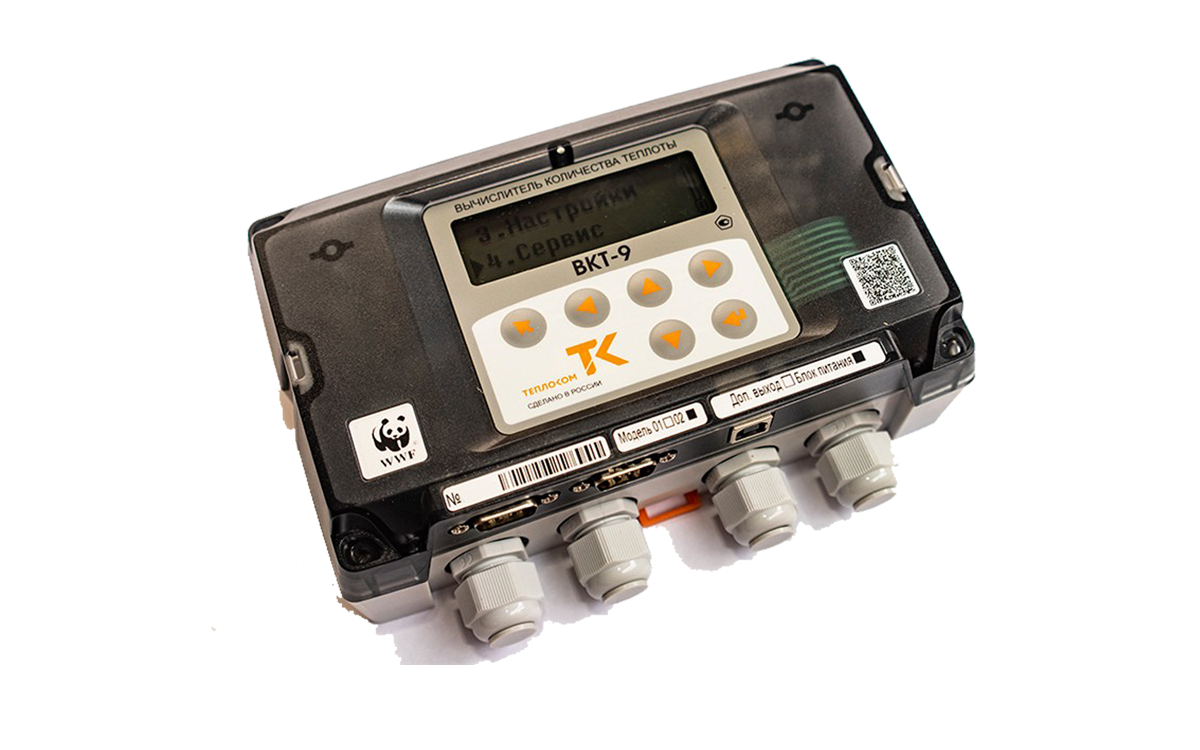 ВЫЧИСЛИТЕЛЬ КОЛИЧЕСТВА ТЕПЛОТЫ
3.Настройки
4.Сервис
ВКТ-9
ТК
ТЕПЛОКОМ
СДЕЛАНО В РОССИИ
WWF
№
Модель 01 02
Доп. выход Блок питания